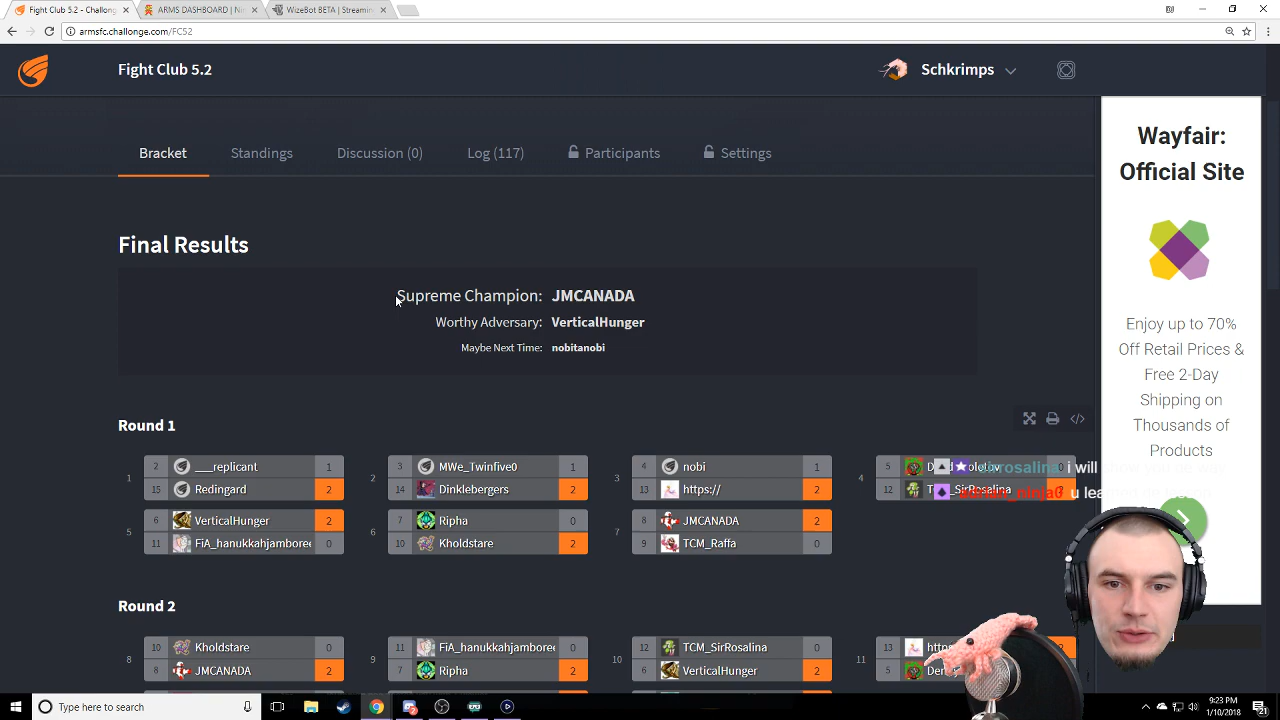 Fight Club 5.2 - Challong
ARMS DASHBOARD | Ni
WizeBot BETA | Streamin
armsfc.challonge.com/FC52
Fight Club 5.2
Schkrimps
Bracket
Standings
Discussion (0)
Log (117)
Participants
Settings
Wayfair:
Official Site
Enjoy up to 70%
Off Retail Prices &
Free 2-Day
Shipping on
Thousands of
Products
Final Results
Supreme Champion: JMCANADA
Worthy Adversary: VerticalHunger
Maybe Next Time: nobitanobi
Round 1
1
2 ___replicant 1
15 Redingard 2
2
3 MWe_Twinfive0 1
14 Dinklebergers 2
3
4 nobi 1
13 https:// 2
4
5
12 SirRosalina
i will
adrian_ninja0
5
6 VerticalHunger 2
11 FiA_hanukkahjamboree 0
6
7 Ripha 0
10 Kholdstare 2
7
8 JMCANADA 2
9 TCM_Raffa 0
Round 2
8
10 Kholdstare 0
8 JMCANADA 2
9
11 FiA_hanukkahjamboree 0
7 Ripha 2
10
12 TCM_SirRosalina 0
6 VerticalHunger 2
11
13
5
Type here to search
9:23 PM
1/10/2018
21